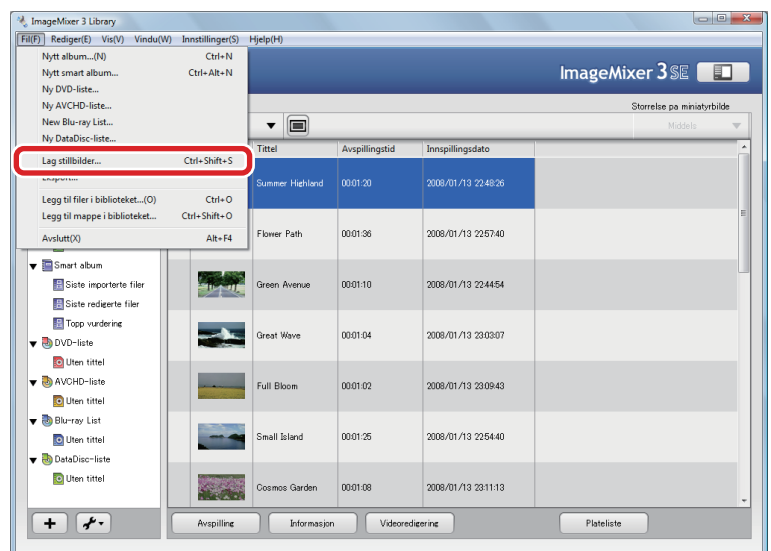 ImageMixer 3 Library
Fil(F) Rediger(E) Vis(V) Vindu(W) Innstillinger(S) Hjelp(H)
Nytt album...(N) Ctrl+N
Nytt smart album... Ctrl+Alt+N
Ny DVD-liste...
Ny AVCHD-liste...
New Blu-ray List...
Ny DataDisc-liste...
Lag stillbilder... Ctrl+Shift+S
Eksport...
Legg til filer i biblioteket...(O) Ctrl+O
Legg til mappe i biblioteket... Ctrl+Shift+O
Avslutt(X) Alt+F4
ImageMixer 3 SE
Storrelse pa miniatyrbilde
Middels
Tittel Avspillingstid Innspillingsdato
Summer Highland 00:01:20 2008/01/13 22:48:26
Flower Path 00:01:36 2008/01/13 22:57:40
Green Avenue 00:01:10 2008/01/13 22:44:54
Great Wave 00:01:04 2008/01/13 23:03:07
Full Bloom 00:01:02 2008/01/13 23:09:43
Small Island 00:01:25 2008/01/13 22:54:40
Cosmos Garden 00:01:08 2008/01/13 23:11:13
Smart album
Siste importerte filer
Siste redigerte filer
Topp vurdering
DVD-liste
Uten tittel
AVCHD-liste
Uten tittel
Blu-ray List
Uten tittel
DataDisc-liste
Uten tittel
Avspilling Informasjon Videoredigering Plateliste